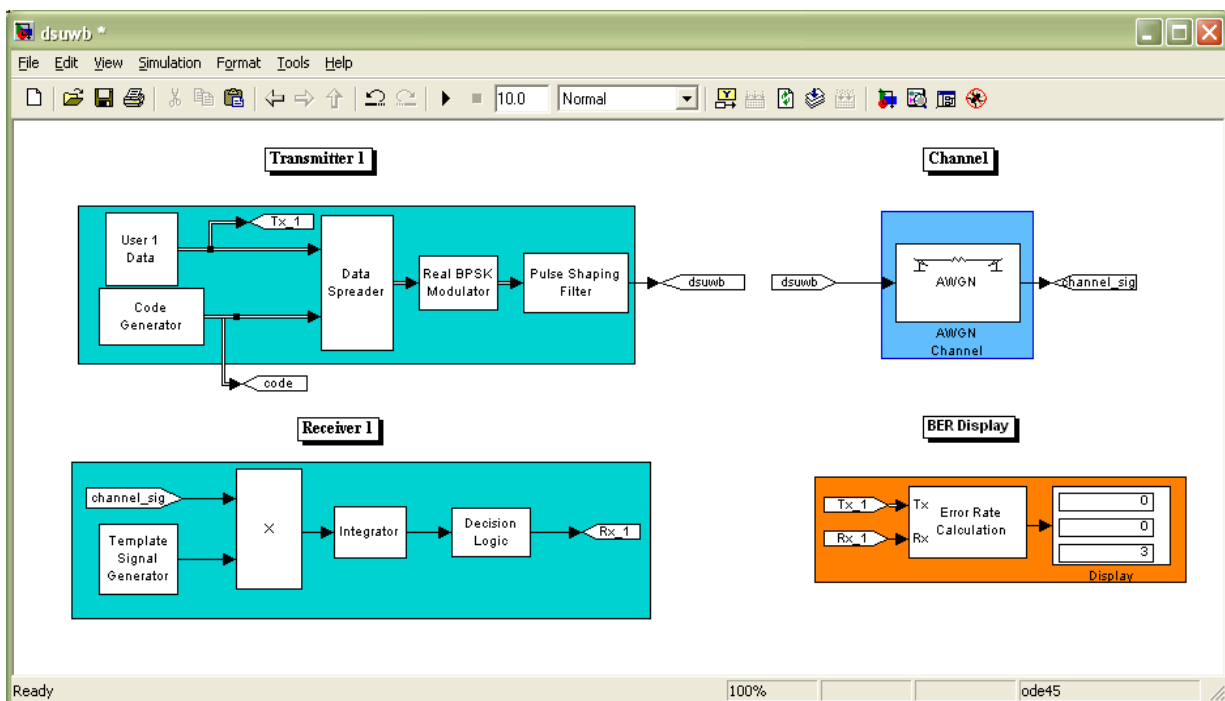 dsuwb *
File Edit View Simulation Format Tools Help
10.0 Normal
Transmitter 1
User 1
Data
Tx_1
Code
Generator
code
Data
Spreader
Real BPSK
Modulator
Pulse Shaping
Filter
dsuwb
Channel
dsuwb
AWGN
AWGN
Channel
channel_sig
Receiver 1
channel_sig
Template
Signal
Generator
×
Integrator
Decision
Logic
Rx_1
BER Display
Tx_1
Rx_1
Tx
Rx
Error Rate
Calculation
0
0
3
Display
Ready 100% ode45